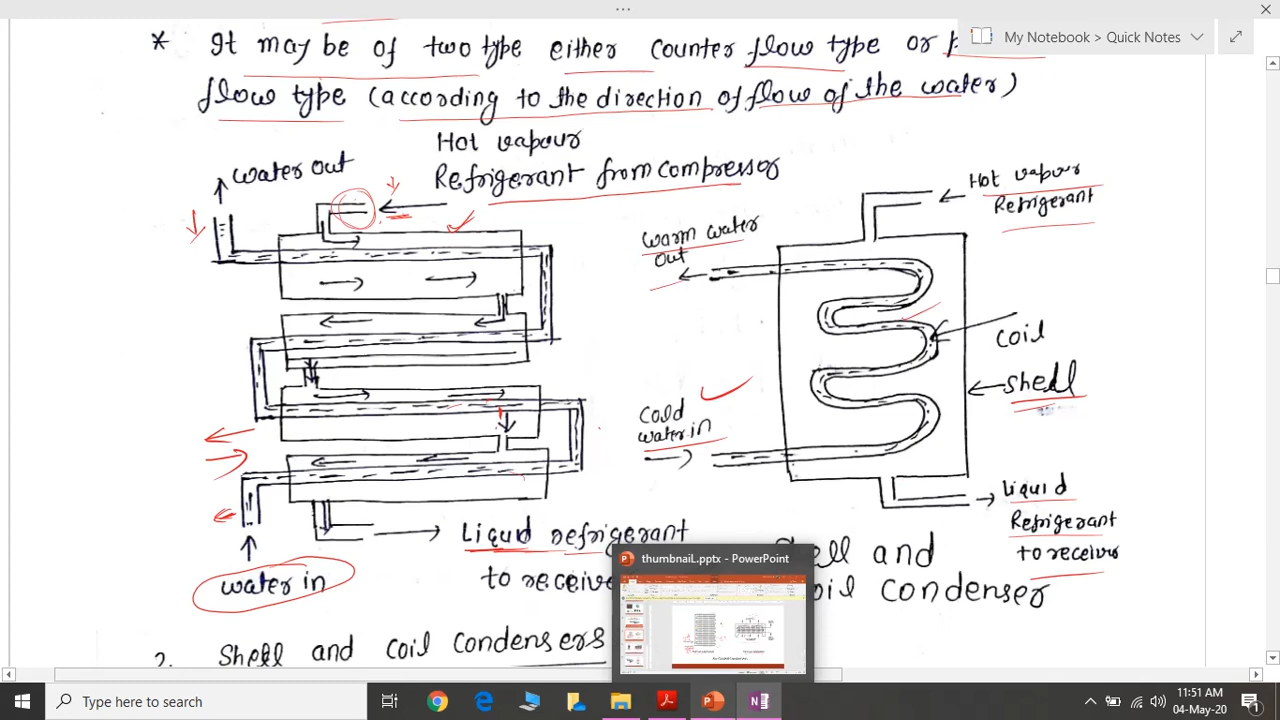 My Notebook » Quick Notes
* It may be of two type either counter flow type or
flow type (according to the direction of flow of the water)
Hot vapour
Refrigerant from compressor
water out
water in
Liquid refrigerant
to receive
Hot vapour
Refrigerant
warm water
out
coil
shell
cold
water in
Liquid
Refrigerant
to receiver
Shell and
coil Condenser
2. Shell and coil Condensers
thumbnail.pptx - PowerPoint
Type here to search
11:51 AM
04-May-20
1